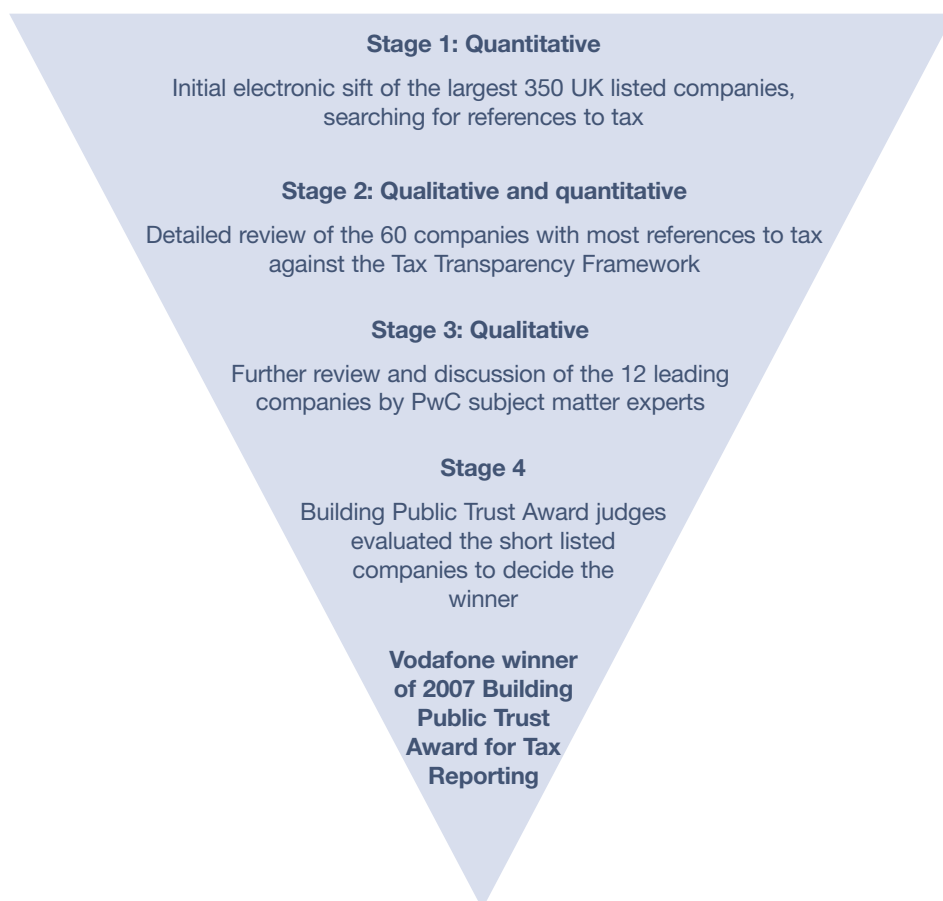 Stage 1: Quantitative
Initial electronic sift of the largest 350 UK listed companies,
searching for references to tax
Stage 2: Qualitative and quantitative
Detailed review of the 60 companies with most references to tax
against the Tax Transparency Framework
Stage 3: Qualitative
Further review and discussion of the 12 leading
companies by PwC subject matter experts
Stage 4
Building Public Trust Award judges
evaluated the short listed
companies to decide the
winner
Vodafone winner
of 2007 Building
Public Trust
Award for Tax
Reporting